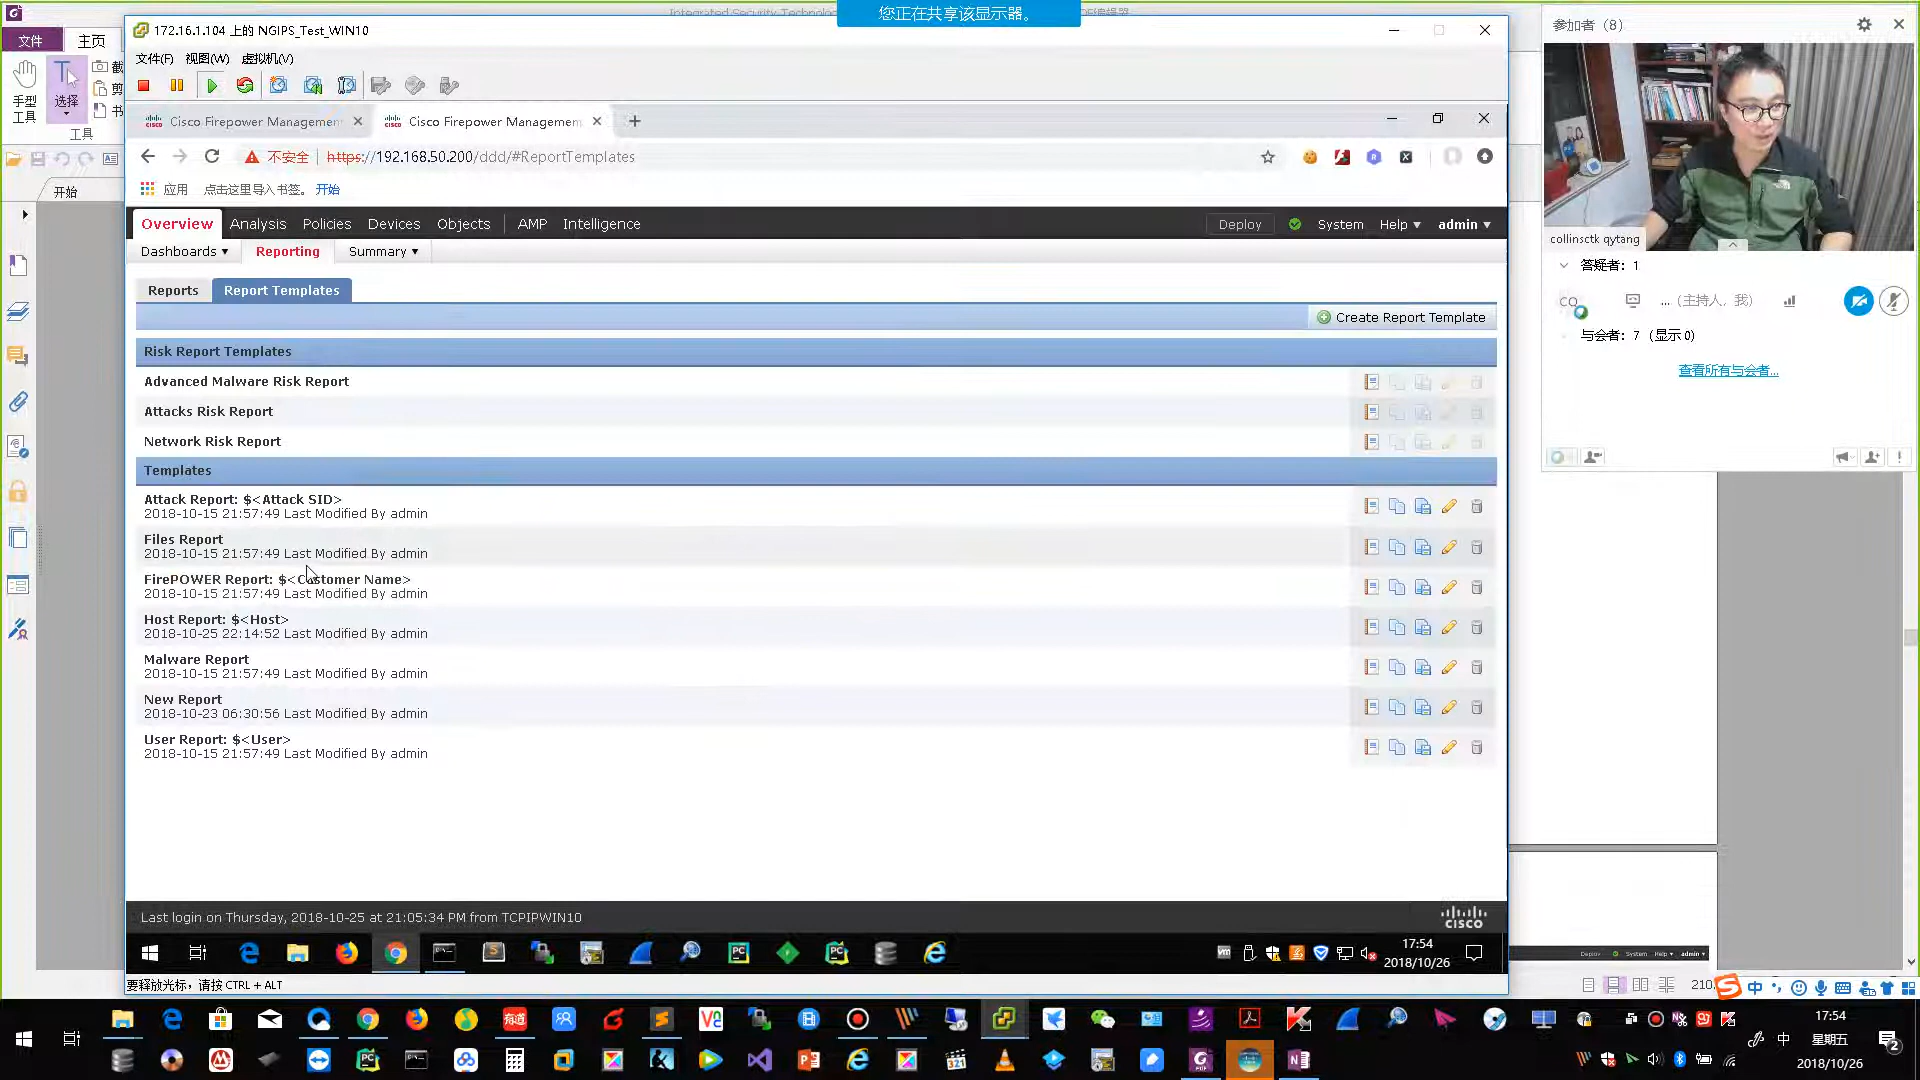 您正在共享该显示器。
文件
主页
手型
工具
选择
工具
开始
172.16.1.104 上的 NGIPS_Test_WIN10
文件(F) 视图(W) 虚拟机(V)
Cisco Firepower Management
Cisco Firepower Managemen
不安全 | https://192.168.50.200/ddd/#ReportTemplates
应用 点击这里导入书签。 开始
Overview Analysis Policies Devices Objects AMP Intelligence Deploy System Help admin
Dashboards Reporting Summary
Reports Report Templates
Create Report Template
Risk Report Templates
Advanced Malware Risk Report
Attacks Risk Report
Network Risk Report
Templates
Attack Report: $<Attack SID>
2018-10-15 21:57:49 Last Modified By admin
Files Report
2018-10-15 21:57:49 Last Modified By admin
FirePOWER Report: $<Customer Name>
2018-10-15 21:57:49 Last Modified By admin
Host Report: $<Host>
2018-10-25 22:14:52 Last Modified By admin
Malware Report
2018-10-15 21:57:49 Last Modified By admin
New Report
2018-10-23 06:30:56 Last Modified By admin
User Report: $<User>
2018-10-15 21:57:49 Last Modified By admin
Last login on Thursday, 2018-10-25 at 21:05:34 PM from TCPIPWIN10
CISCO
17:54
2018/10/26
要释放光标，请按 CTRL + ALT
参加者（8）
collinsctk qytang
答疑者：1
CO ... （主持人，我）
与会者：7（显示 0）
查看所有与会者...
Deploy System Help admin
210.
中
17:54
星期五
2018/10/26
中
2